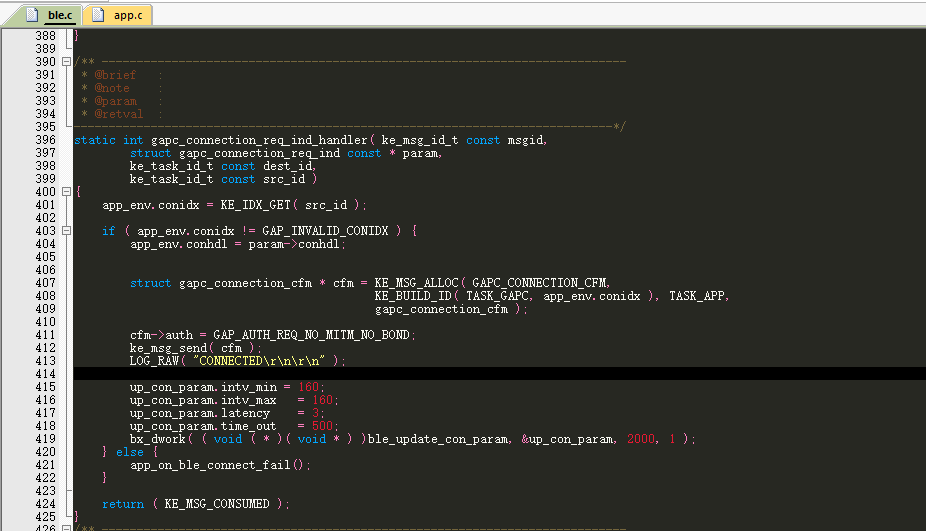 ble.c app.c
388 }
389
390 /** ---------------------------------------------------------------------------
391 * @brief :
392 * @note :
393 * @param :
394 * @retval :
395 -----------------------------------------------------------------------------*/
396 static int gapc_connection_req_ind_handler( ke_msg_id_t const msgid,
397 struct gapc_connection_req_ind const * param,
398 ke_task_id_t const dest_id,
399 ke_task_id_t const src_id )
400 {
401 app_env.conidx = KE_IDX_GET( src_id );
402
403 if ( app_env.conidx != GAP_INVALID_CONIDX ) {
404 app_env.conhdl = param->conhdl;
405
406
407 struct gapc_connection_cfm * cfm = KE_MSG_ALLOC( GAPC_CONNECTION_CFM,
408 KE_BUILD_ID( TASK_GAPC, app_env.conidx ), TASK_APP,
409 gapc_connection_cfm );
410
411 cfm->auth = GAP_AUTH_REQ_NO_MITM_NO_BOND;
412 ke_msg_send( cfm );
413 LOG_RAW( "CONNECTED\r\n\r\n" );
414
415 up_con_param.intv_min = 160;
416 up_con_param.intv_max = 160;
417 up_con_param.latency = 3;
418 up_con_param.time_out = 500;
419 bx_dwork( ( void ( * )( void * ) )ble_update_con_param, &up_con_param, 2000, 1 );
420 } else {
421 app_on_ble_connect_fail();
422 }
423
424 return ( KE_MSG_CONSUMED );
425 }
426 /** ---------------------------------------------------------------------------